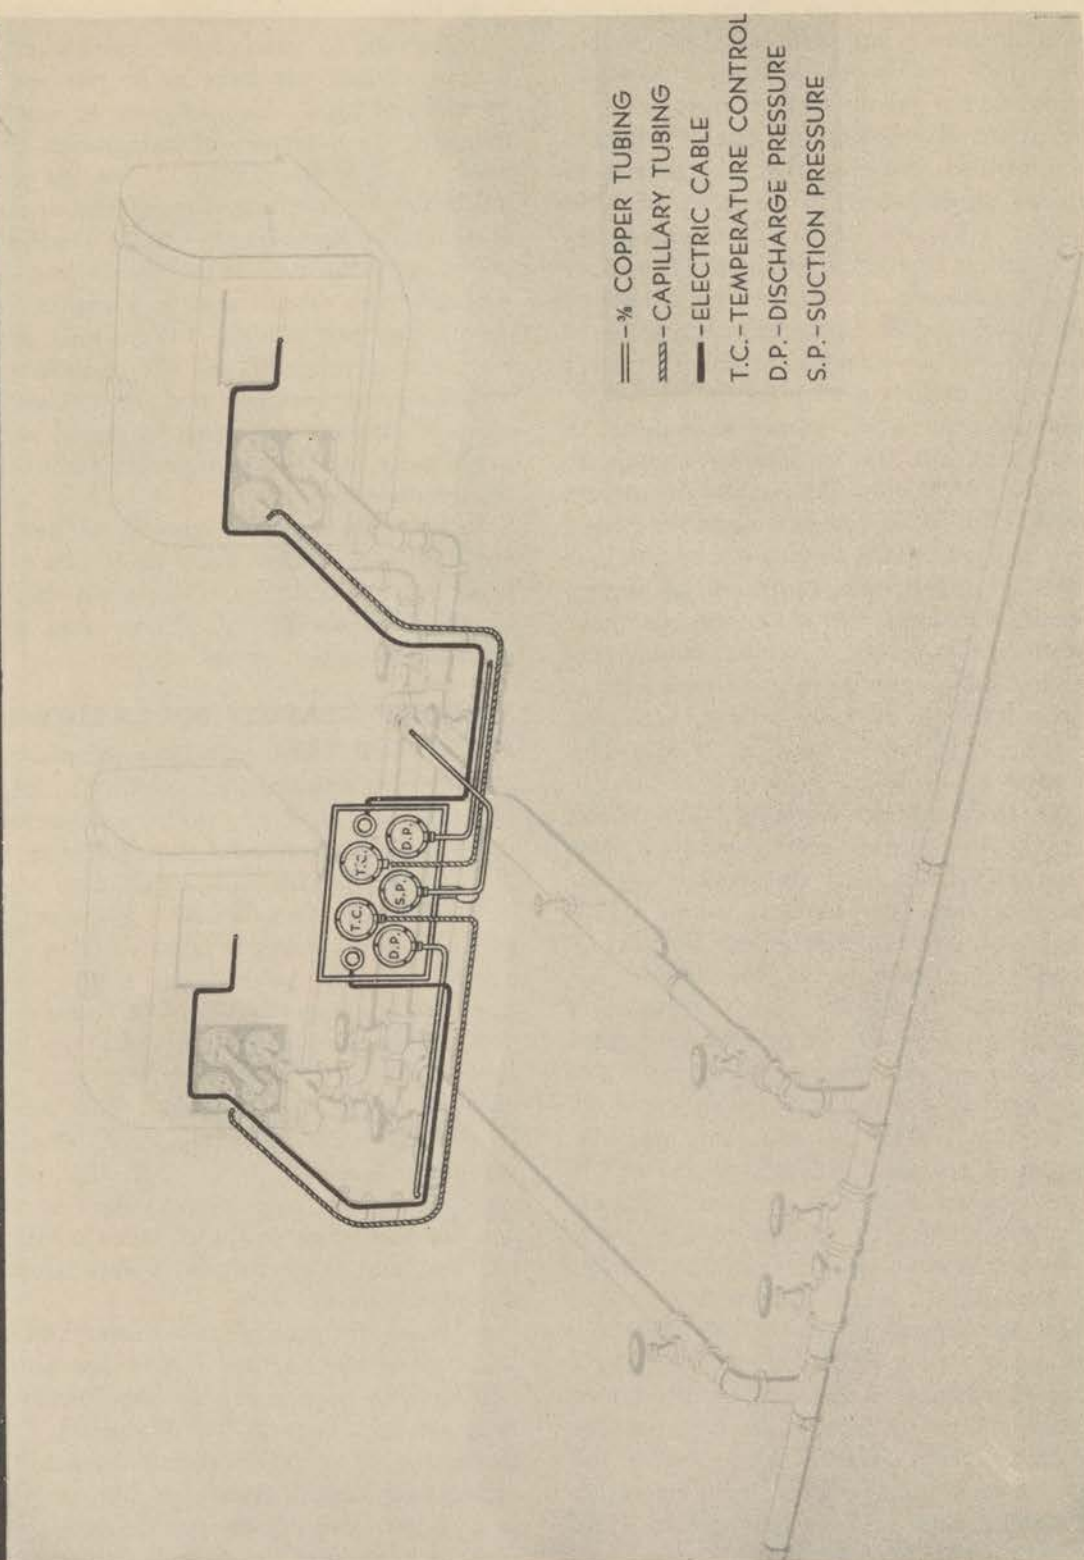 T.C. T.C.
D.P. S.P. D.P.
-⅜ COPPER TUBING
-CAPILLARY TUBING
-ELECTRIC CABLE
T.C.-TEMPERATURE CONTROL
D.P.-DISCHARGE PRESSURE
S.P.-SUCTION PRESSURE